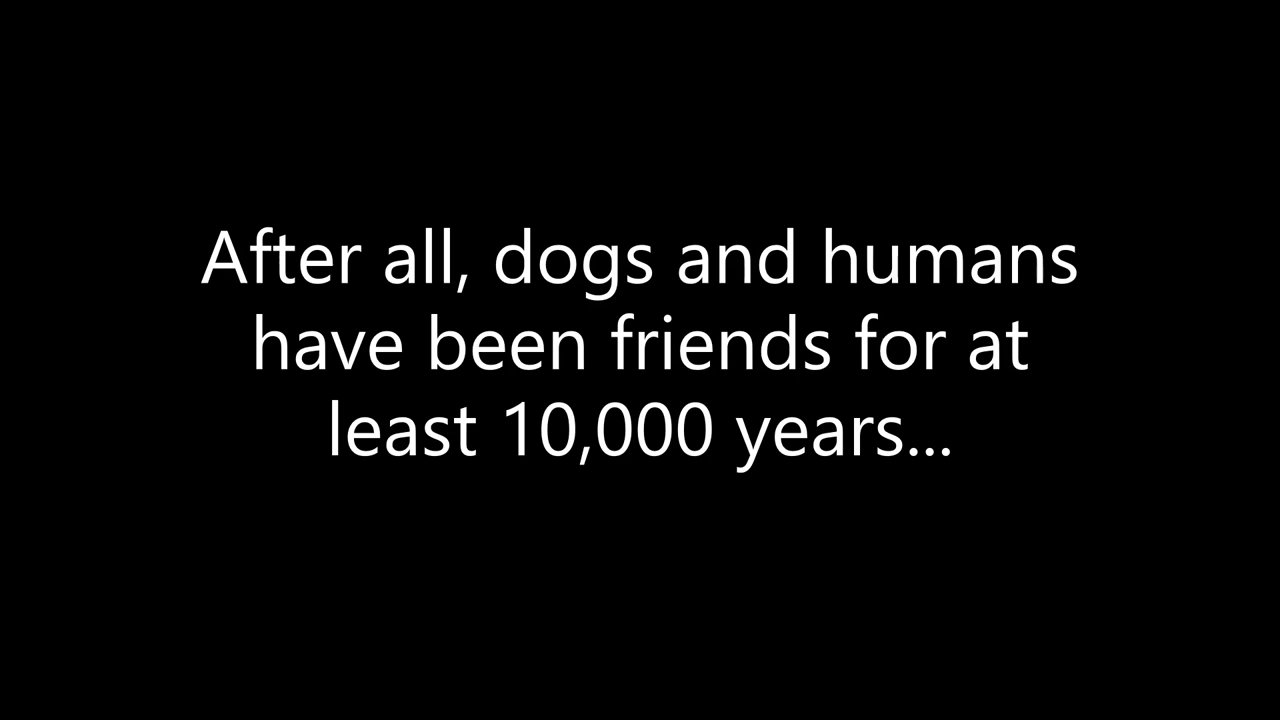 After all, dogs and humans
have been friends for at
least 10,000 years...